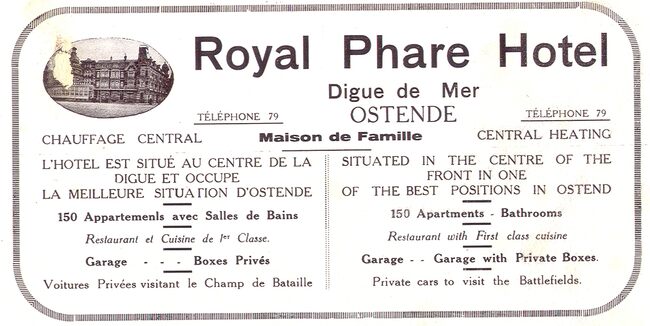 Royal Phare Hotel
Digue de Mer
OSTENDE
TÉLÉPHONE 79
TÉLÉPHONE 79
CHAUFFAGE CENTRAL
Maison de Famille
CENTRAL HEATING
L'HOTEL EST SITUÉ AU CENTRE DE LA
DIGUE ET OCCUPE
LA MEILLEURE SITUATION D'OSTENDE
150 Appartements avec Salles de Bains
Restaurant et Cuisine de 1er Classe.
Garage - - - Boxes Privés
Voitures Privées visitant le Champ de Bataille
SITUATED IN THE CENTRE OF THE
FRONT IN ONE
OF THE BEST POSITIONS IN OSTEND
150 Apartments - Bathrooms
Restaurant with First class cuisine
Garage - - Garage with Private Boxes.
Private cars to visit the Battlefields.